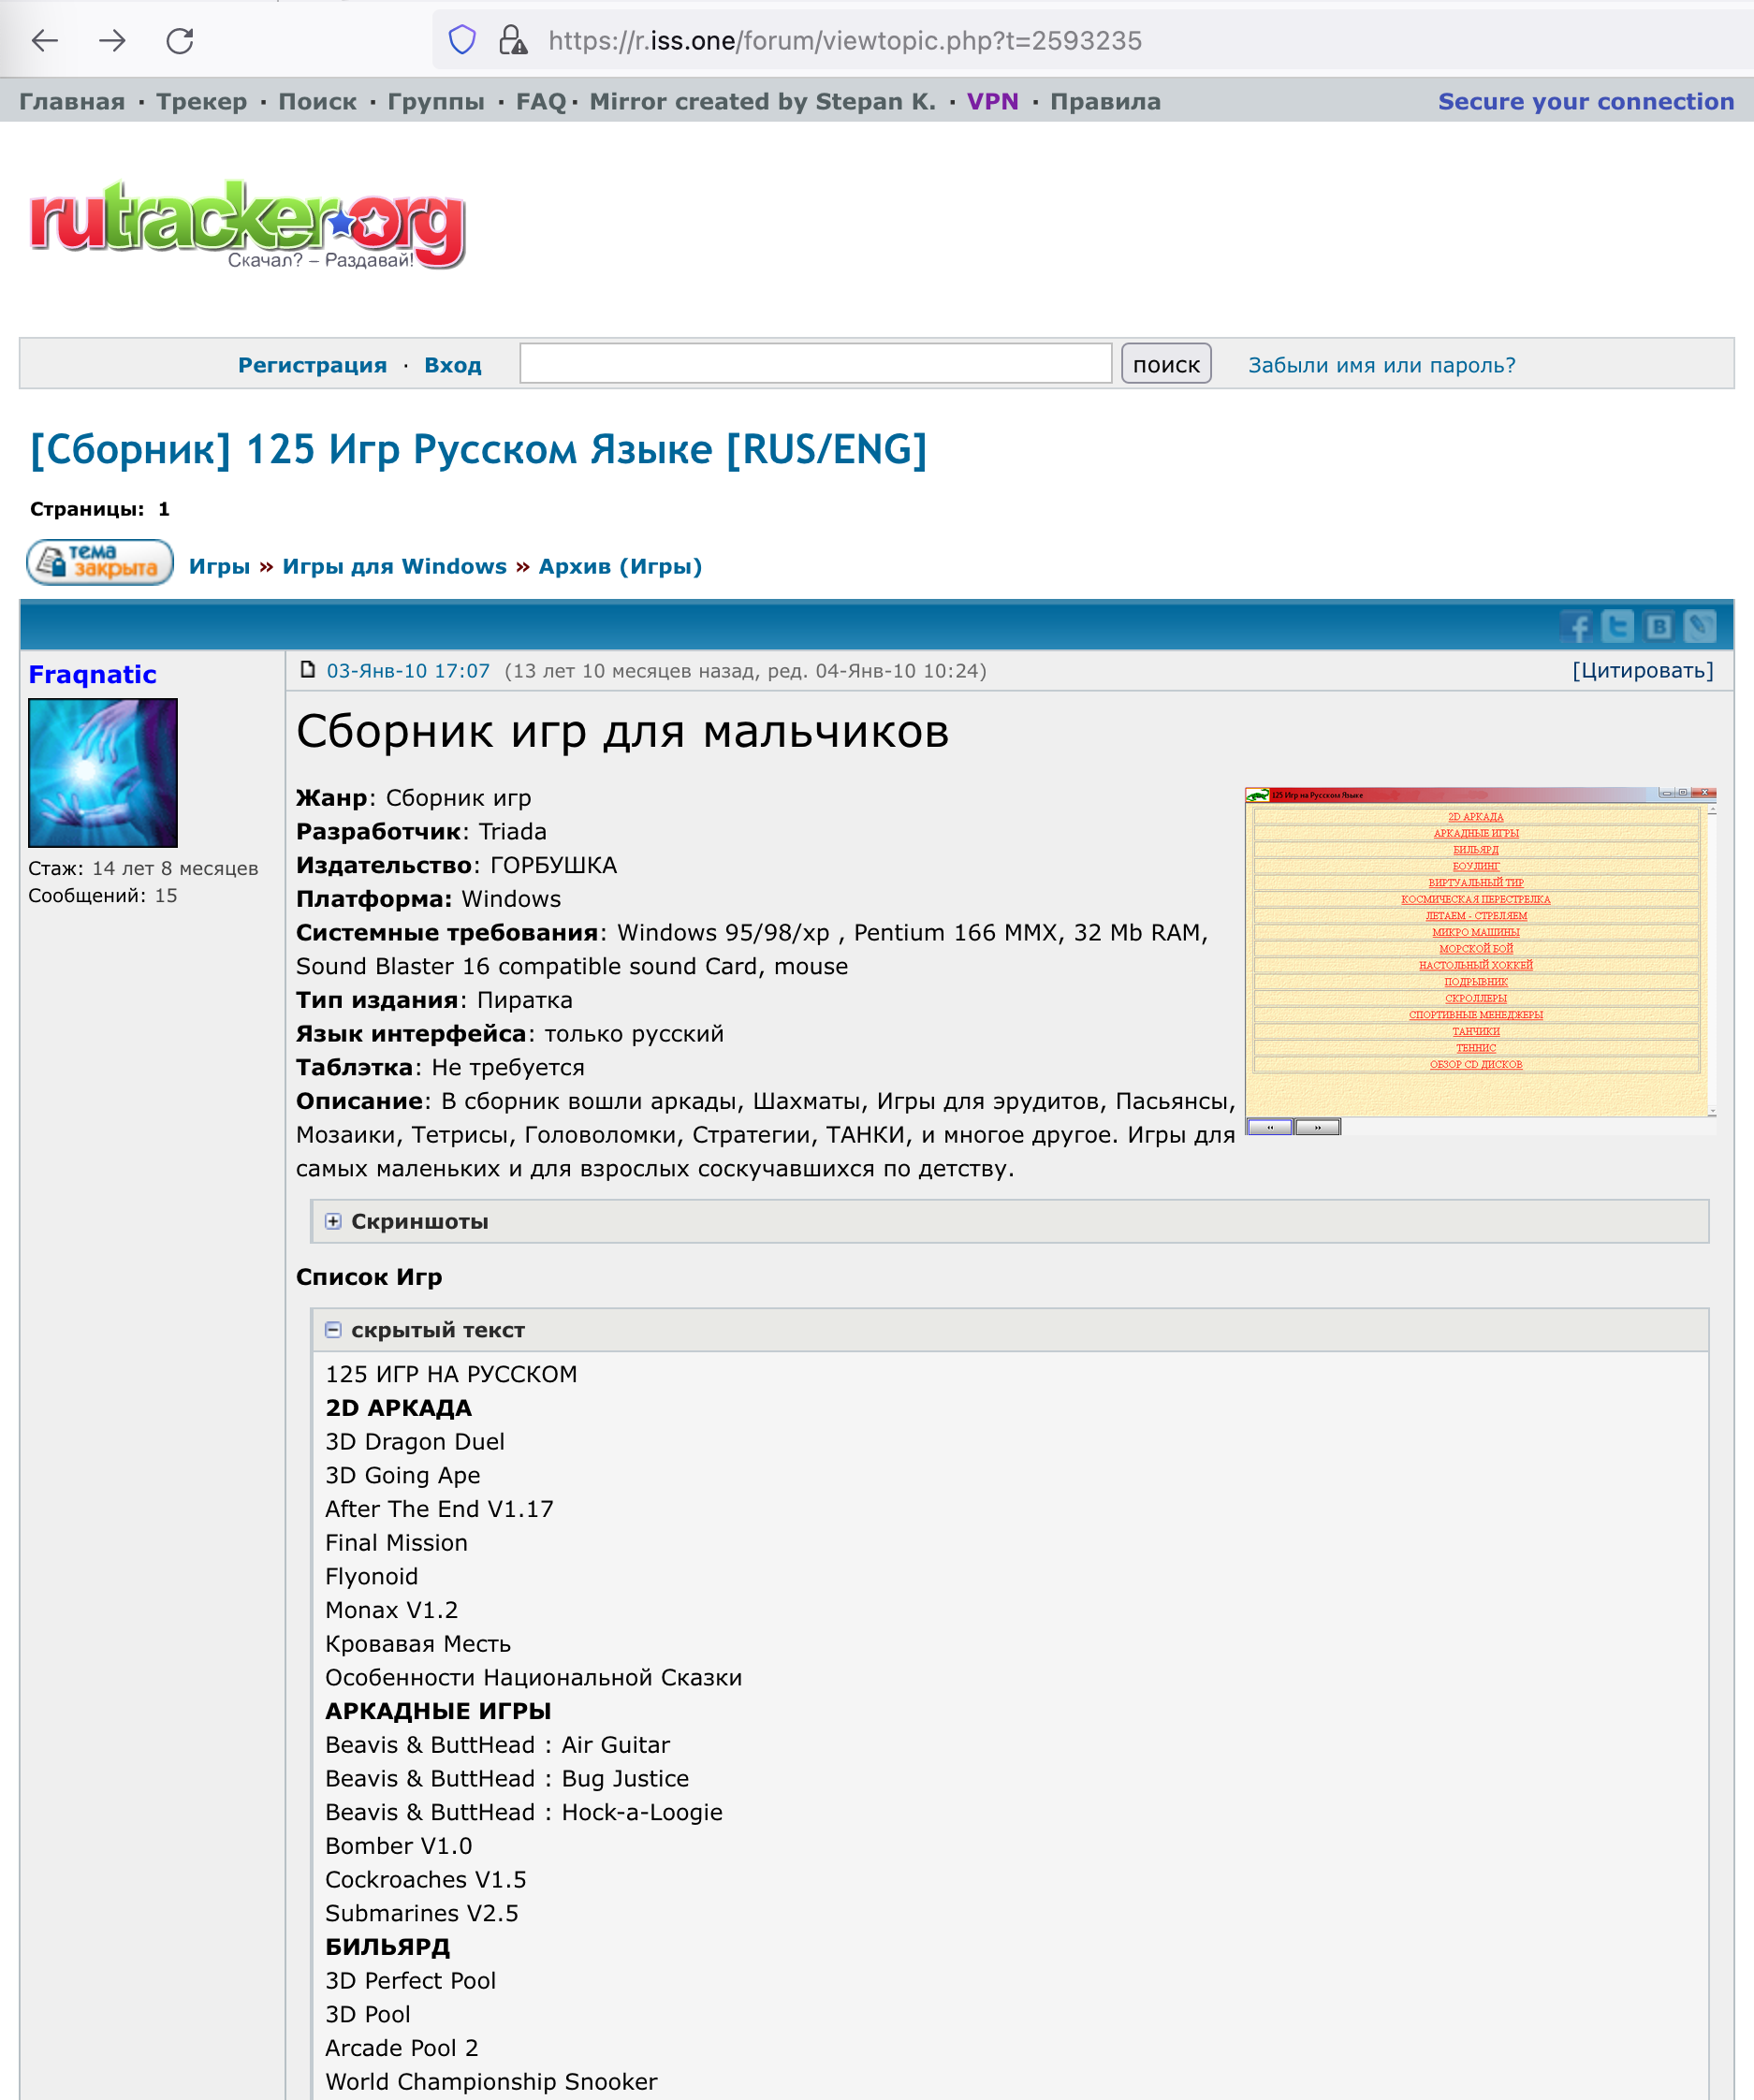 https://r.iss.one/forum/viewtopic.php?t=2593235
Главная · Трекер · Поиск · Группы · FAQ · Mirror created by Stepan K. · VPN · Правила Secure your connection
rutracker.org
Скачал? – Раздавай!
Регистрация · Вход поиск Забыли имя или пароль?
[Сборник] 125 Игр Русском Языке [RUS/ENG]
Страницы: 1
тема закрыта Игры » Игры для Windows » Архив (Игры)
Fraqnatic
Стаж: 14 лет 8 месяцев
Сообщений: 15
03-Янв-10 17:07 (13 лет 10 месяцев назад, ред. 04-Янв-10 10:24) [Цитировать]
Сборник игр для мальчиков
Жанр: Сборник игр
Разработчик: Triada
Издательство: ГОРБУШКА
Платформа: Windows
Системные требования: Windows 95/98/xp , Pentium 166 MMX, 32 Mb RAM,
Sound Blaster 16 compatible sound Card, mouse
Тип издания: Пиратка
Язык интерфейса: только русский
Таблэтка: Не требуется
Описание: В сборник вошли аркады, Шахматы, Игры для эрудитов, Пасьянсы,
Мозаики, Тетрисы, Головоломки, Стратегии, ТАНКИ, и многое другое. Игры для
самых маленьких и для взрослых соскучавшихся по детству.
125 Игр на Русском Языке
2D АРКАДА
АРКАДНЫЕ ИГРЫ
БИЛЬЯРД
БОУЛИНГ
ВИРТУАЛЬНЫЙ ТИР
КОСМИЧЕСКАЯ ПЕРЕСТРЕЛКА
ЛЕТАЕМ - СТРЕЛЯЕМ
МИКРО МАШИНЫ
МОРСКОЙ БОЙ
НАСТОЛЬНЫЙ ХОККЕЙ
ПОДРЫВНИК
СКРОЛЛЕРЫ
СПОРТИВНЫЕ МЕНЕДЖЕРЫ
ТАНЧИКИ
ТЕННИС
ОБЗОР CD ДИСКОВ
Скриншоты
Список Игр
скрытый текст
125 ИГР НА РУССКОМ
2D АРКАДА
3D Dragon Duel
3D Going Ape
After The End V1.17
Final Mission
Flyonoid
Monax V1.2
Кровавая Месть
Особенности Национальной Сказки
АРКАДНЫЕ ИГРЫ
Beavis & ButtHead : Air Guitar
Beavis & ButtHead : Bug Justice
Beavis & ButtHead : Hock-a-Loogie
Bomber V1.0
Cockroaches V1.5
Submarines V2.5
БИЛЬЯРД
3D Perfect Pool
3D Pool
Arcade Pool 2
World Championship Snooker